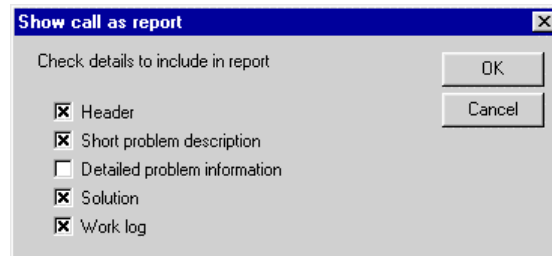 Show call as report
Check details to include in report
OK
Header
Cancel
Short problem description
Detailed problem information
Solution
Work log